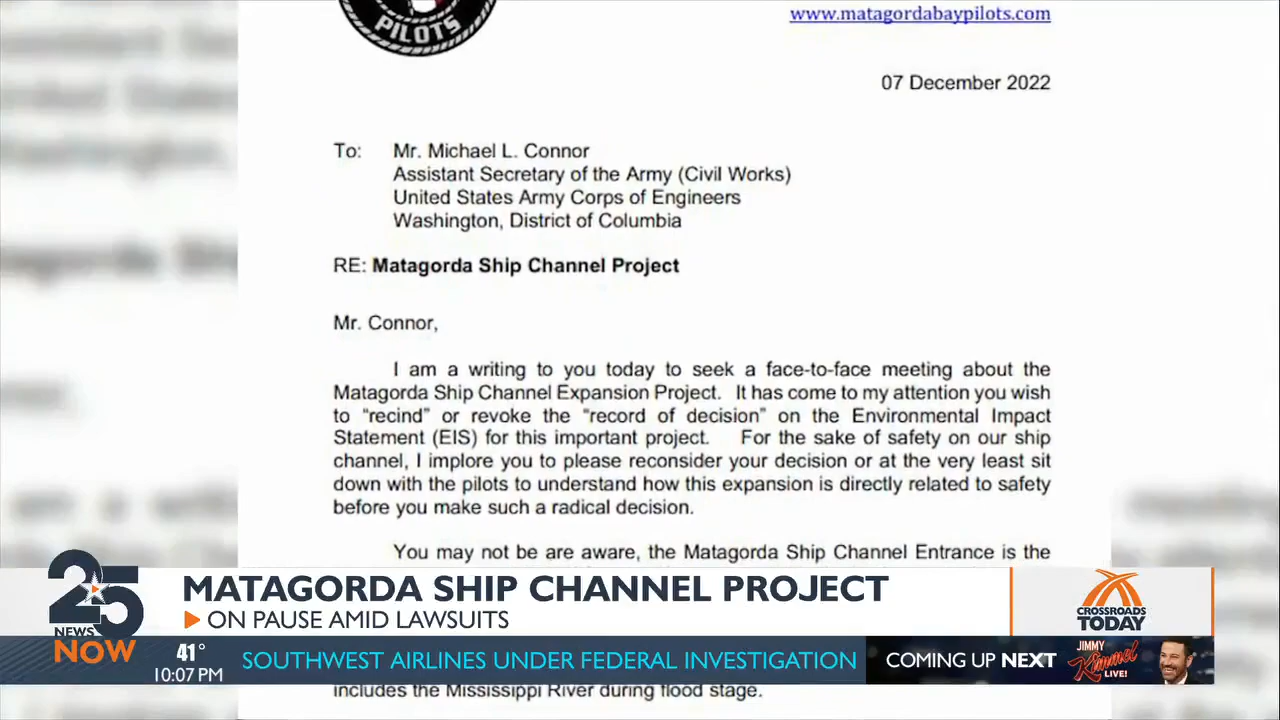 PILOTS
www.matagordabaypilots.com
07 December 2022
To: Mr. Michael L. Connor
Assistant Secretary of the Army (Civil Works)
United States Army Corps of Engineers
Washington, District of Columbia
RE: Matagorda Ship Channel Project
Mr. Connor,
I am a writing to you today to seek a face-to-face meeting about the
Matagorda Ship Channel Expansion Project. It has come to my attention you wish
to “recind” or revoke the “record of decision” on the Environmental Impact
Statement (EIS) for this important project. For the sake of safety on our ship
channel, I implore you to please reconsider your decision or at the very least sit
down with the pilots to understand how this expansion is directly related to safety
before you make such a radical decision.
You may not be are aware, the Matagorda Ship Channel Entrance is the
25
NEWS
NOW
MATAGORDA SHIP CHANNEL PROJECT
ON PAUSE AMID LAWSUITS
CROSSROADS
TODAY
41°
10:07 PM
SOUTHWEST AIRLINES UNDER FEDERAL INVESTIGATION
COMING UP NEXT
JIMMY
Kimmel
LIVE!
includes the Mississippi River during flood stage.